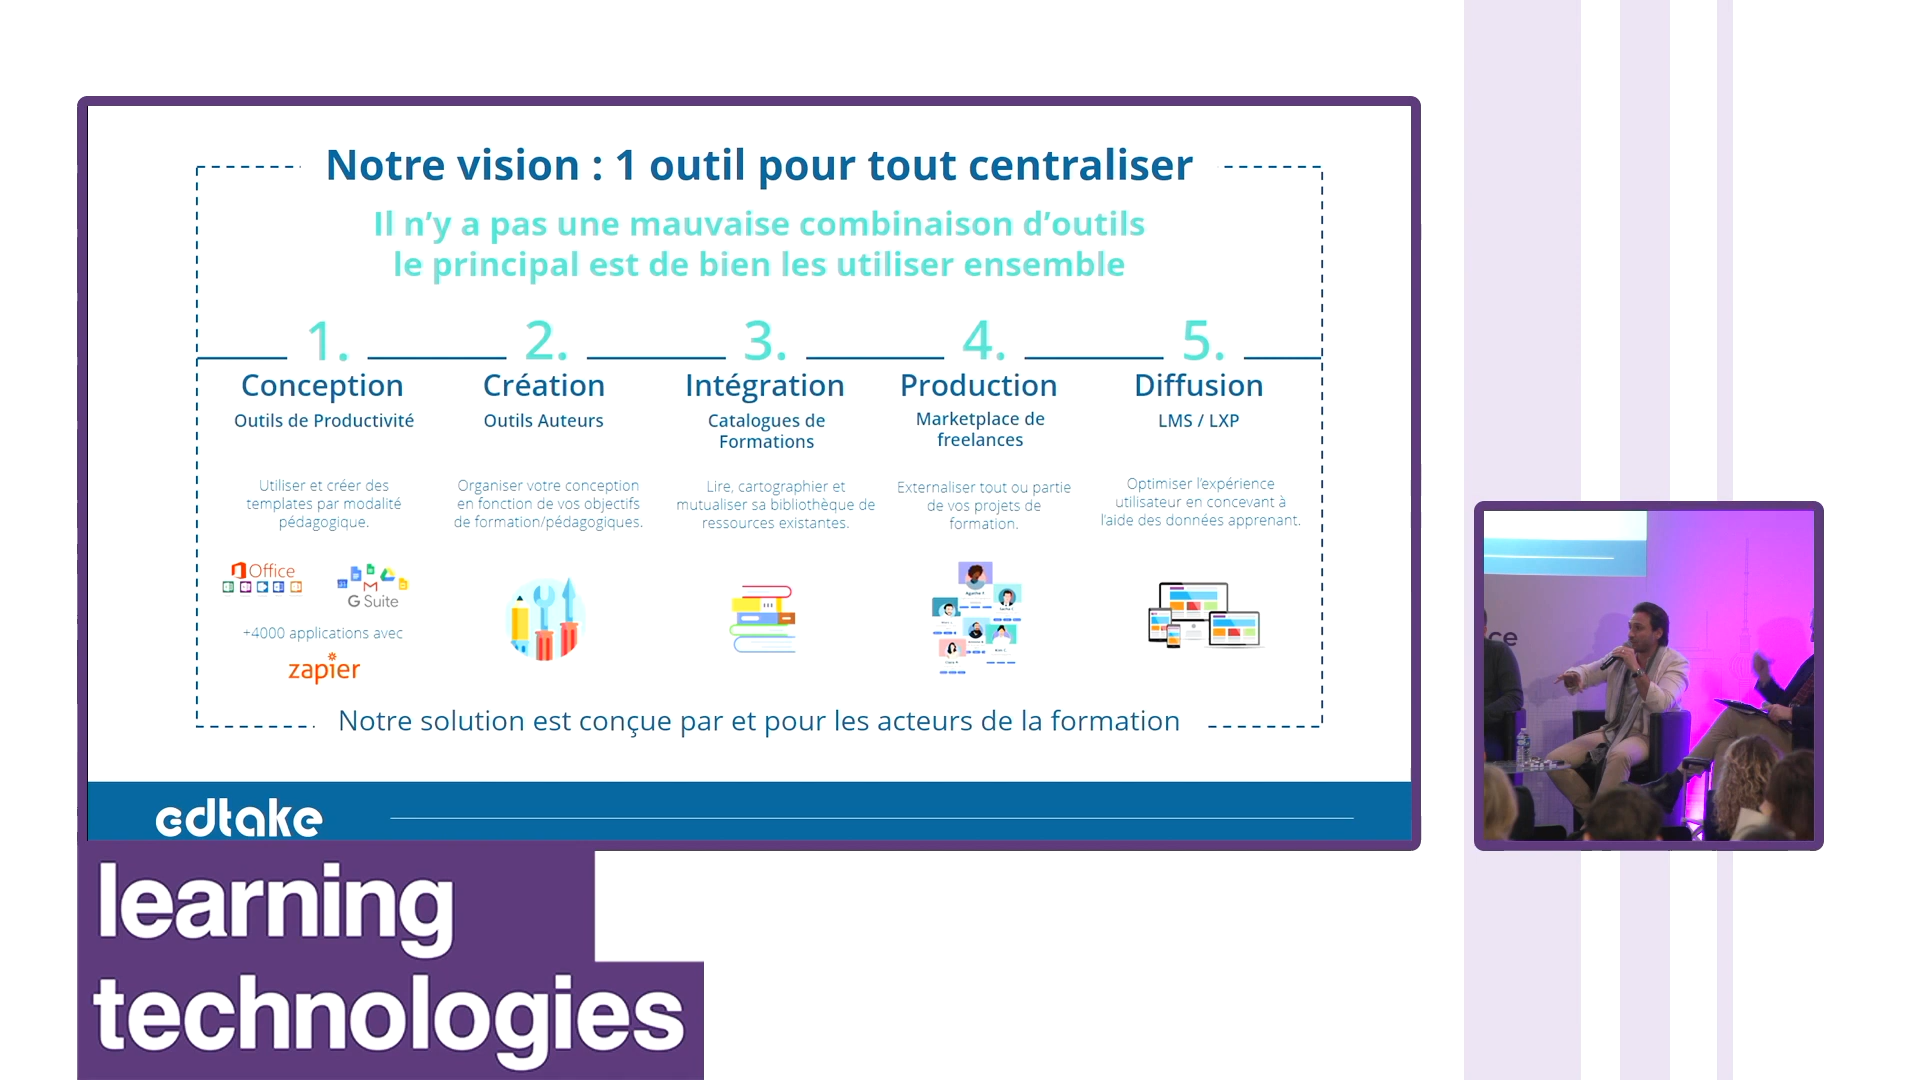 Notre vision : 1 outil pour tout centraliser
Il n’y a pas une mauvaise combinaison d’outils
le principal est de bien les utiliser ensemble
1.
Conception
Outils de Productivité
Utiliser et créer des
templates par modalité
pédagogique.
Office
G Suite
+4000 applications avec
zapier
2.
Création
Outils Auteurs
Organiser votre conception
en fonction de vos objectifs
de formation/pédagogiques.
3.
Intégration
Catalogues de
Formations
Lire, cartographier et
mutualiser sa bibliothèque de
ressources existantes.
4.
Production
Marketplace de
freelances
Externaliser tout ou partie
de vos projets de
formation.
5.
Diffusion
LMS / LXP
Optimiser l’expérience
utilisateur en concevant à
l’aide des données apprenant.
Notre solution est conçue par et pour les acteurs de la formation
edtake
learning
technologies
ce